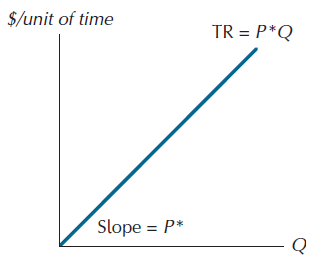 $/unit of time
TR = P*Q
Slope = P*
Q